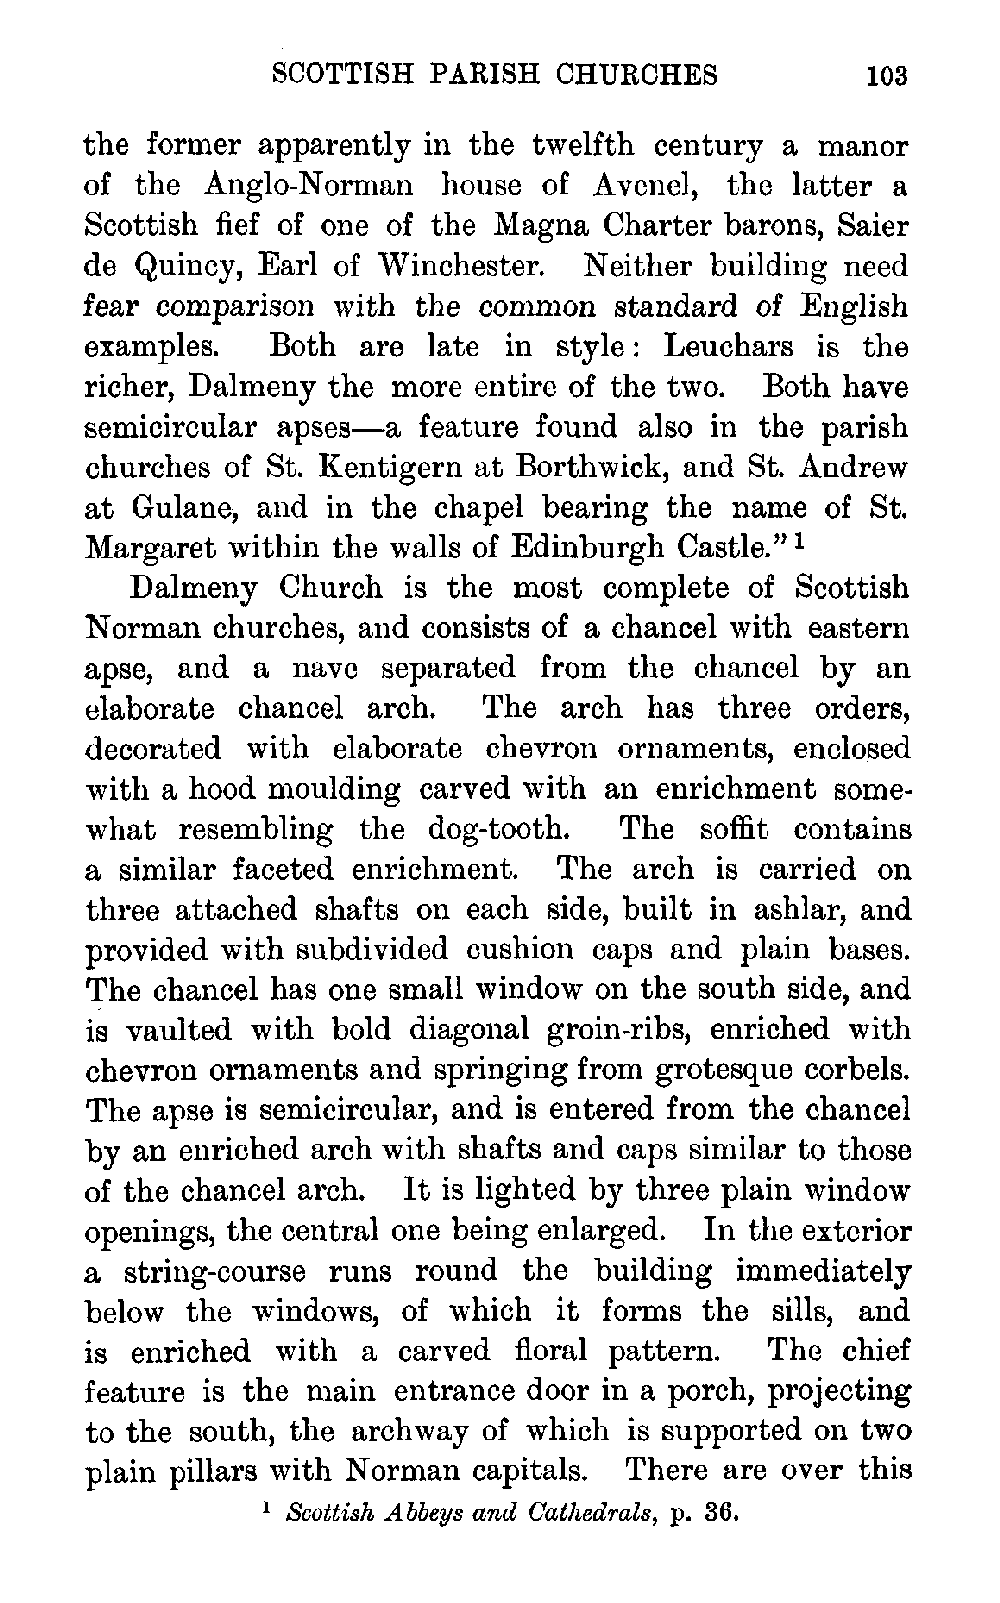 SCOTTISH PARISH CHURCHES 103
the former apparently in the twelfth century a manor
of the Anglo-Norman house of Avenel, the latter a
Scottish fief of one of the Magna Charter barons, Saier
de Quincy, Earl of Winchester. Neither building need
fear comparison with the common standard of English
examples. Both are late in style: Leuchars is the
richer, Dalmeny the more entire of the two. Both have
semicircular apses—a feature found also in the parish
churches of St. Kentigern at Borthwick, and St. Andrew
at Gulane, and in the chapel bearing the name of St.
Margaret within the walls of Edinburgh Castle." 1
Dalmeny Church is the most complete of Scottish
Norman churches, and consists of a chancel with eastern
apse, and a nave separated from the chancel by an
elaborate chancel arch. The arch has three orders,
decorated with elaborate chevron ornaments, enclosed
with a hood moulding carved with an enrichment some-
what resembling the dog-tooth. The soffit contains
a similar faceted enrichment. The arch is carried on
three attached shafts on each side, built in ashlar, and
provided with subdivided cushion caps and plain bases.
The chancel has one small window on the south side, and
is vaulted with bold diagonal groin-ribs, enriched with
chevron ornaments and springing from grotesque corbels.
The apse is semicircular, and is entered from the chancel
by an enriched arch with shafts and caps similar to those
of the chancel arch. It is lighted by three plain window
openings, the central one being enlarged. In the exterior
a string-course runs round the building immediately
below the windows, of which it forms the sills, and
is enriched with a carved floral pattern. The chief
feature is the main entrance door in a porch, projecting
to the south, the archway of which is supported on two
plain pillars with Norman capitals. There are over this
1 Scottish Abbeys and Cathedrals, p. 36.